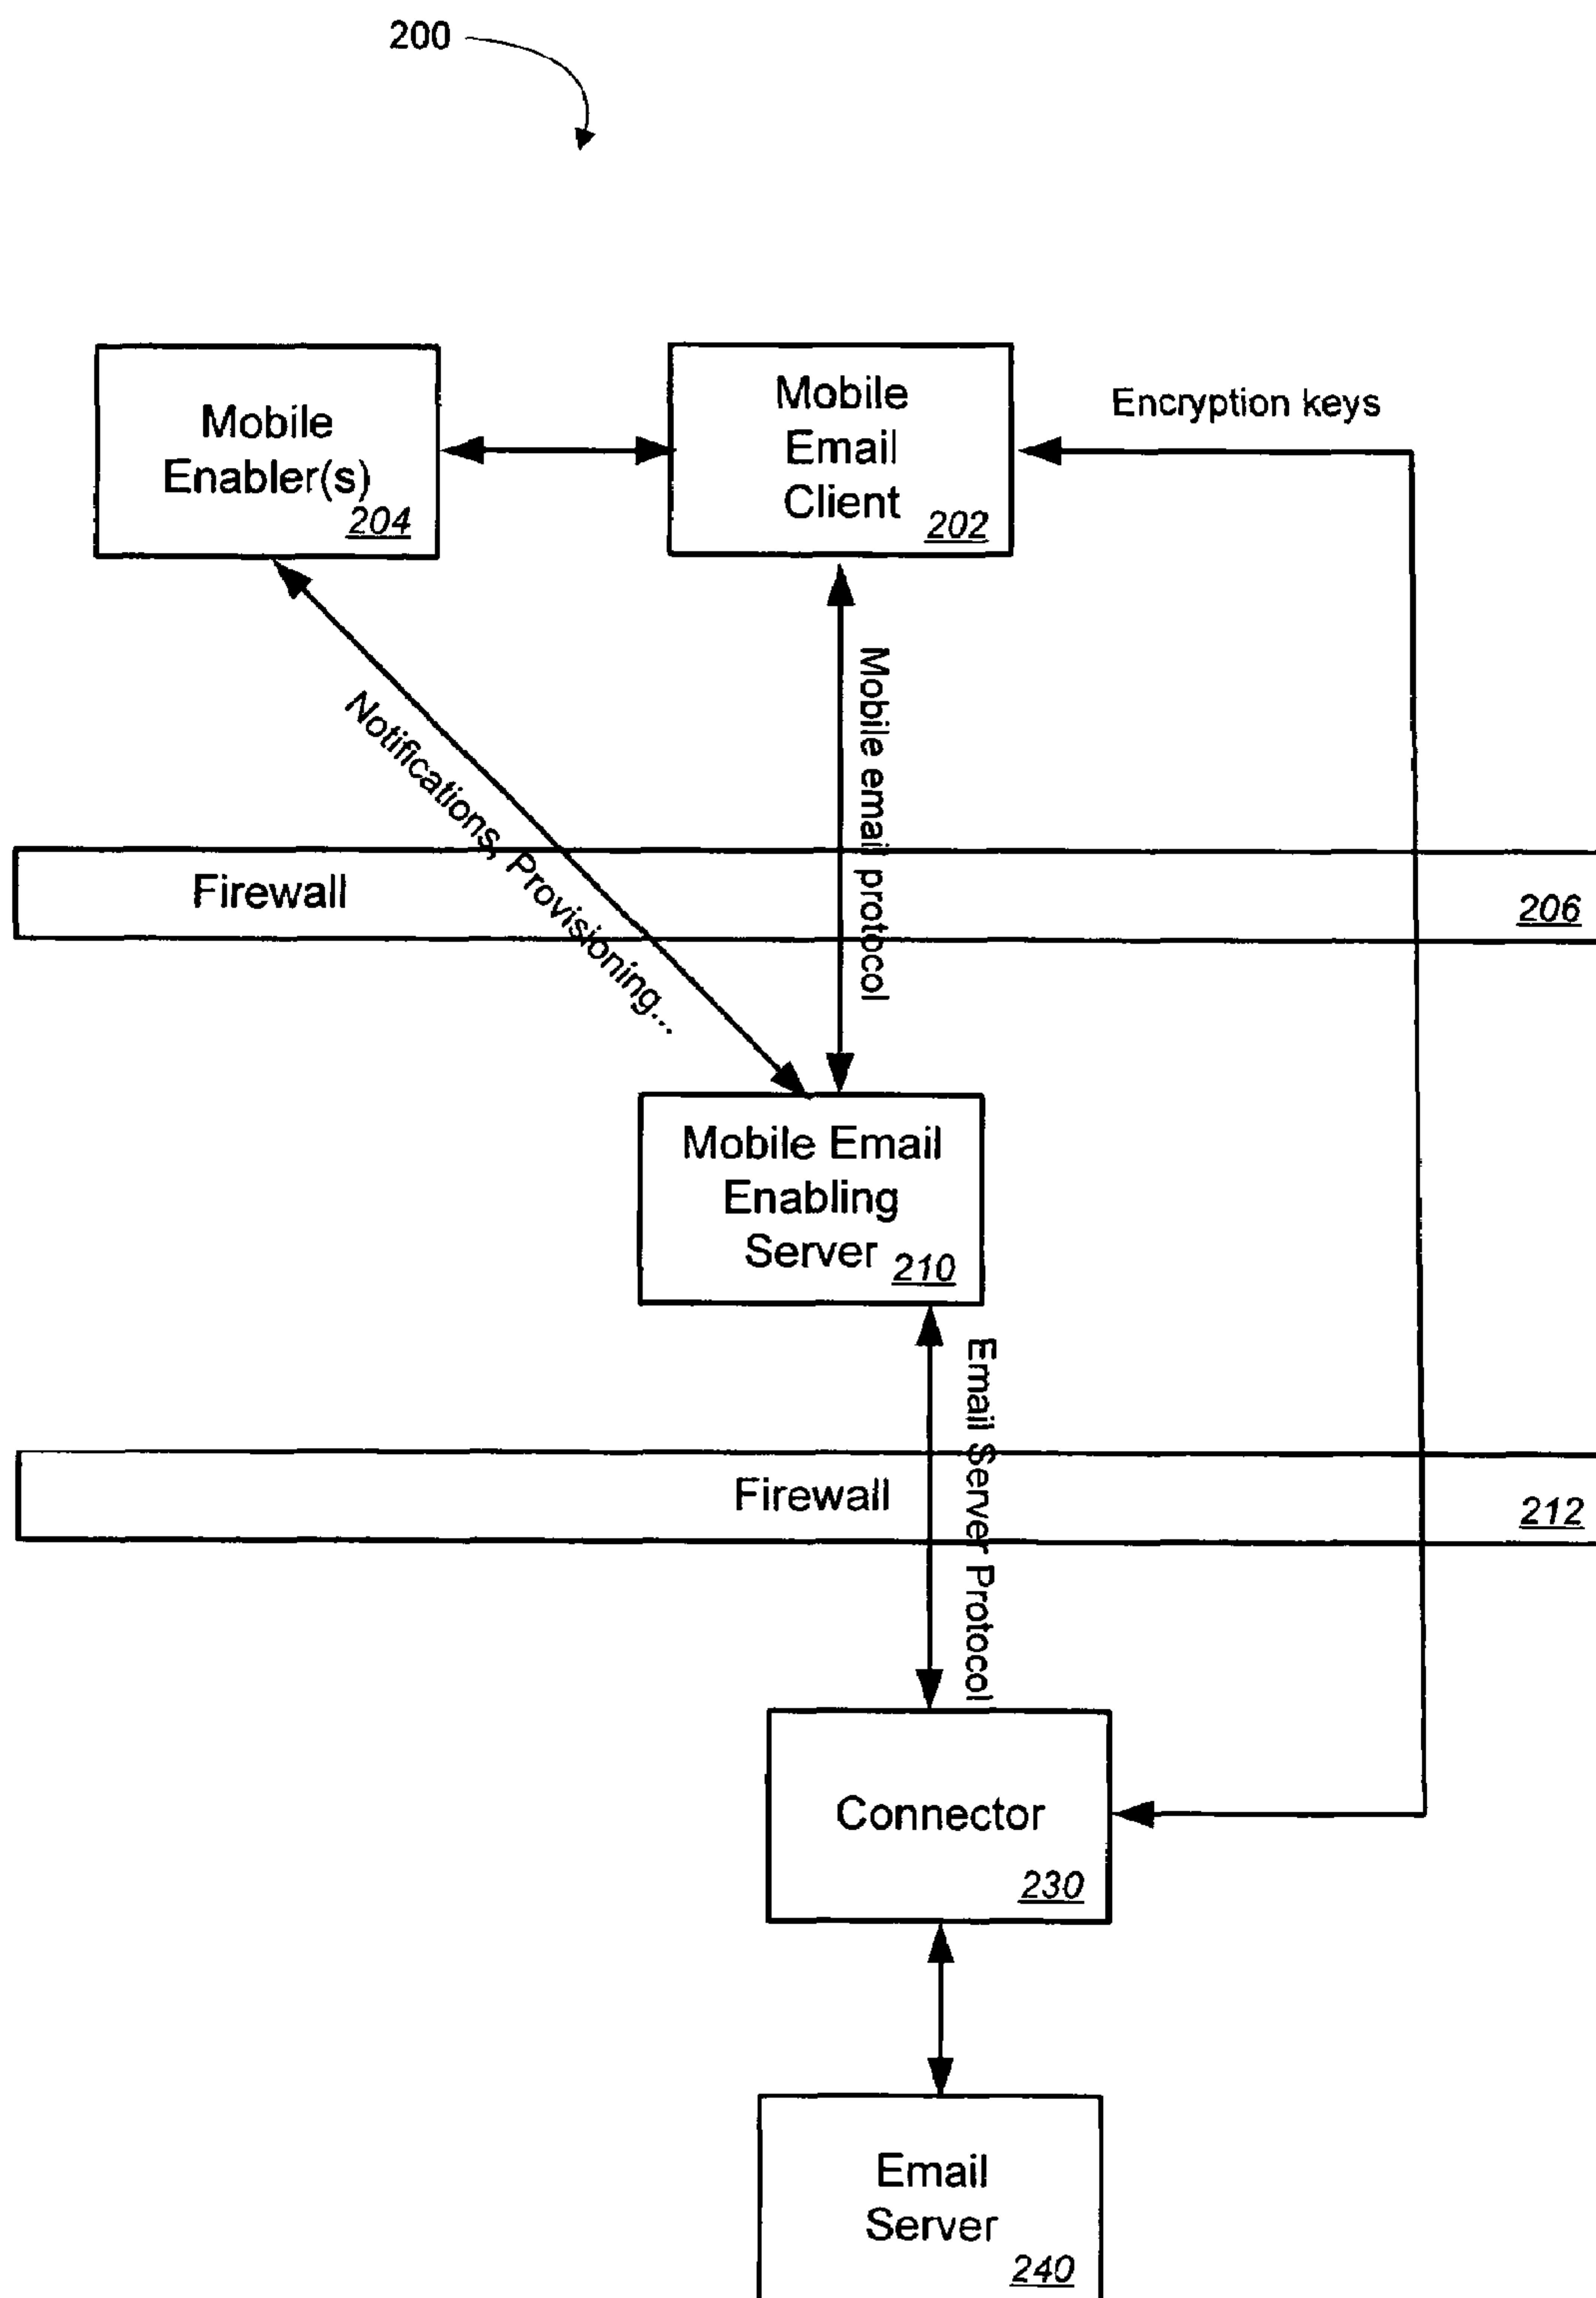 200
Mobile
Enabler(s)
204
Mobile
Email
Client
202
Encryption keys
Notifications, Provisioning...
Mobile email protocol
Firewall
206
Mobile Email
Enabling
Server
210
Email Server Protocol
Firewall
212
Connector
230
Email
Server
240